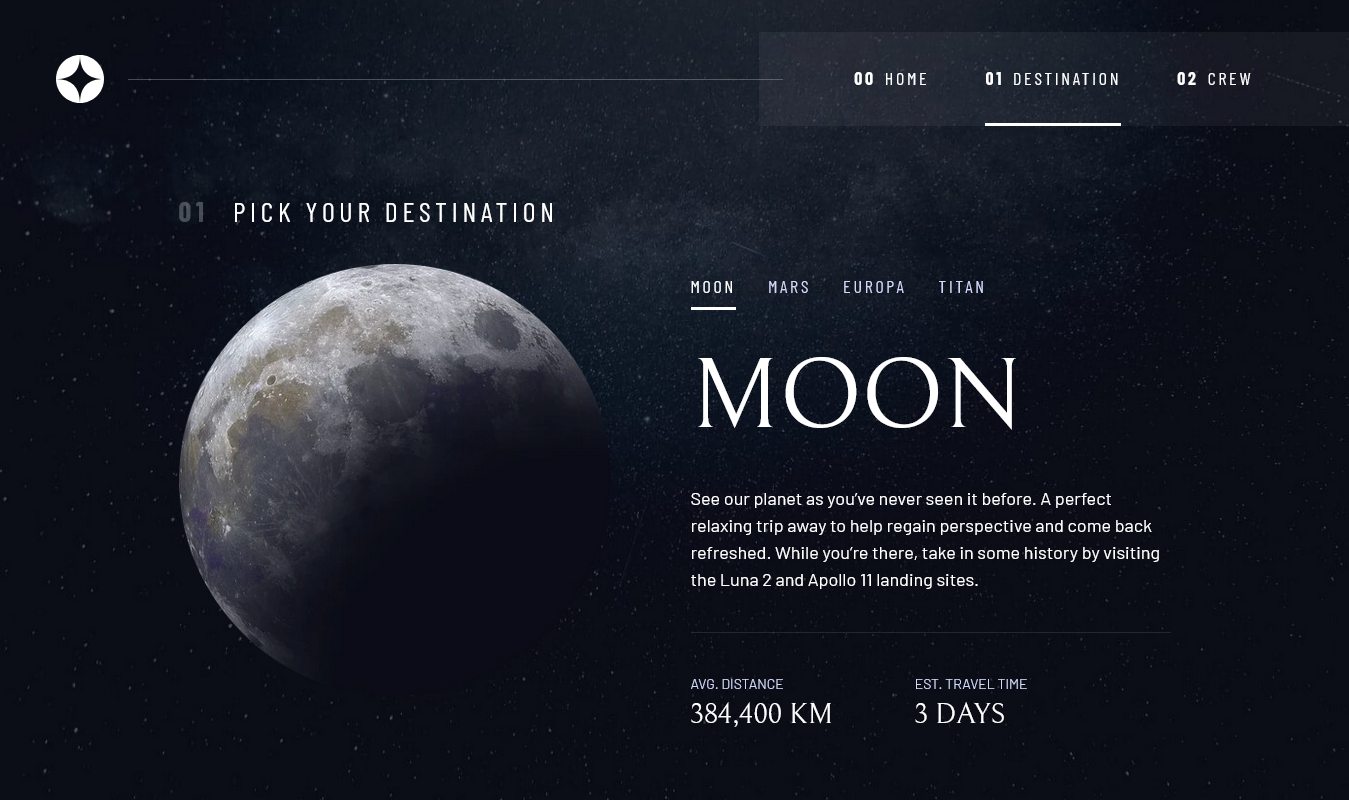 00 HOME 01 DESTINATION 02 CREW
01 PICK YOUR DESTINATION
MOON MARS EUROPA TITAN
MOON
See our planet as you’ve never seen it before. A perfect
relaxing trip away to help regain perspective and come back
refreshed. While you’re there, take in some history by visiting
the Luna 2 and Apollo 11 landing sites.
AVG. DISTANCE EST. TRAVEL TIME
384,400 KM 3 DAYS